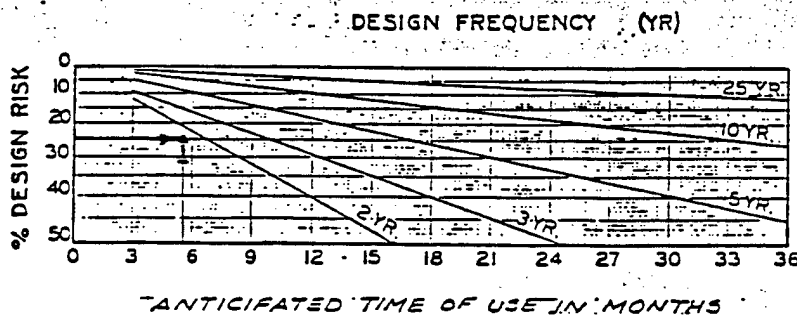 DESIGN FREQUENCY (YR)
% DESIGN RISK
0
10
20
30
40
50
25 YR.
10 YR.
5 YR.
3-YR.
2-YR.
0 3 6 9 12 15 18 21 24 27 30 33 36
ANTICIFATED TIME OF USE IN MONTHS